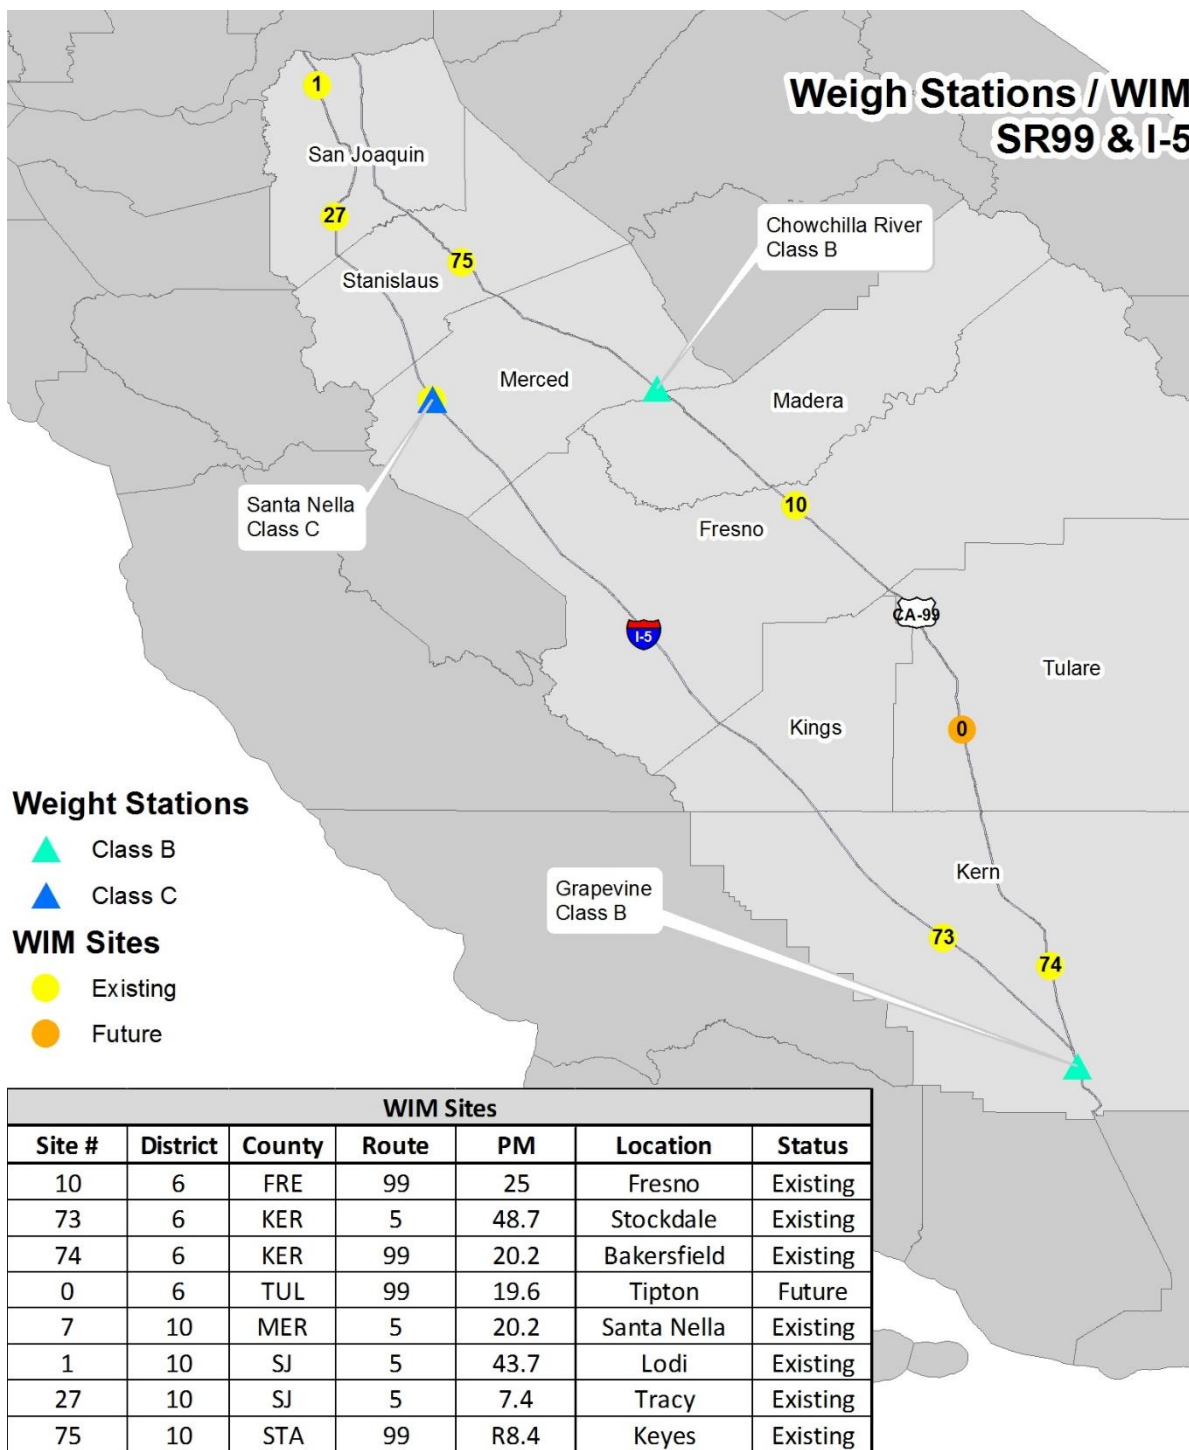 Weigh Stations / WIM
SR99 & I-5
1
San Joaquin
27
75
Stanislaus
Chowchilla River
Class B
Merced
Madera
Santa Nella
Class C
10
Fresno
CA-99
I-5
Tulare
Kings
0
Weight Stations
Class B
Class C
WIM Sites
Existing
Future
Kern
Grapevine
Class B
73
74
WIM Sites
Site # District County Route PM Location Status
10 6 FRE 99 25 Fresno Existing
73 6 KER 5 48.7 Stockdale Existing
74 6 KER 99 20.2 Bakersfield Existing
0 6 TUL 99 19.6 Tipton Future
7 10 MER 5 20.2 Santa Nella Existing
1 10 SJ 5 43.7 Lodi Existing
27 10 SJ 5 7.4 Tracy Existing
75 10 STA 99 R8.4 Keyes Existing